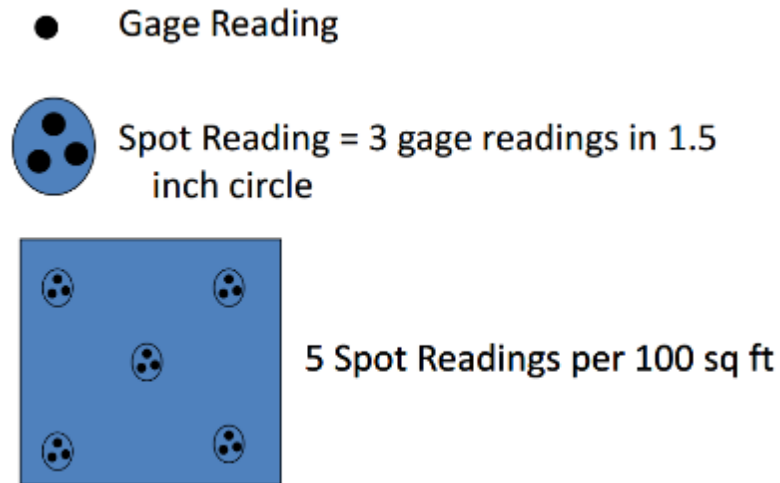 Gage Reading
Spot Reading = 3 gage readings in 1.5
inch circle
5 Spot Readings per 100 sq ft